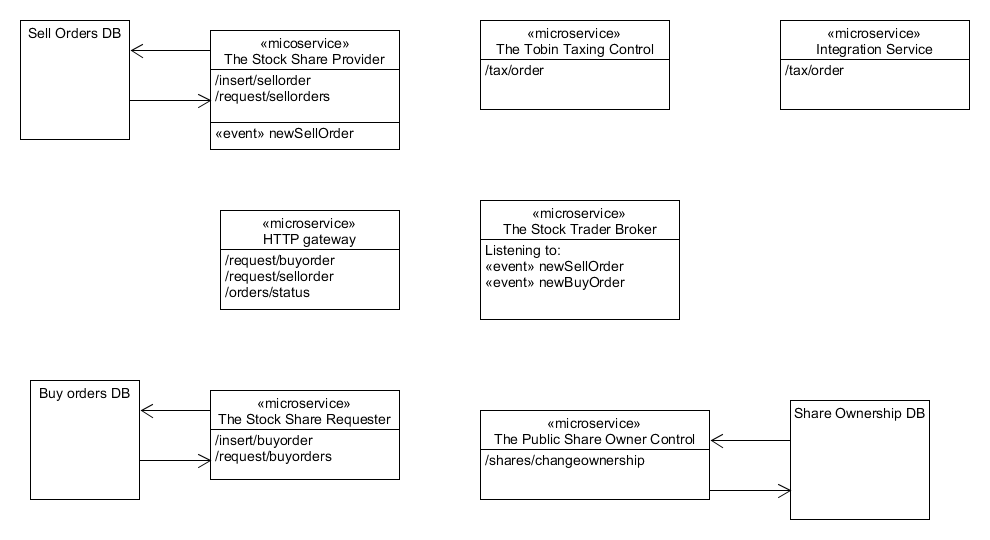 Sell Orders DB
«micoservice»
The Stock Share Provider
/insert/sellorder
/request/sellorders
«event» newSellOrder
«microservice»
The Tobin Taxing Control
/tax/order
«microservice»
Integration Service
/tax/order
«microservice»
HTTP gateway
/request/buyorder
/request/sellorder
/orders/status
«microservice»
The Stock Trader Broker
Listening to:
«event» newSellOrder
«event» newBuyOrder
Buy orders DB
«microservice»
The Stock Share Requester
/insert/buyorder
/request/buyorders
«microservice»
The Public Share Owner Control
/shares/changeownership
Share Ownership DB